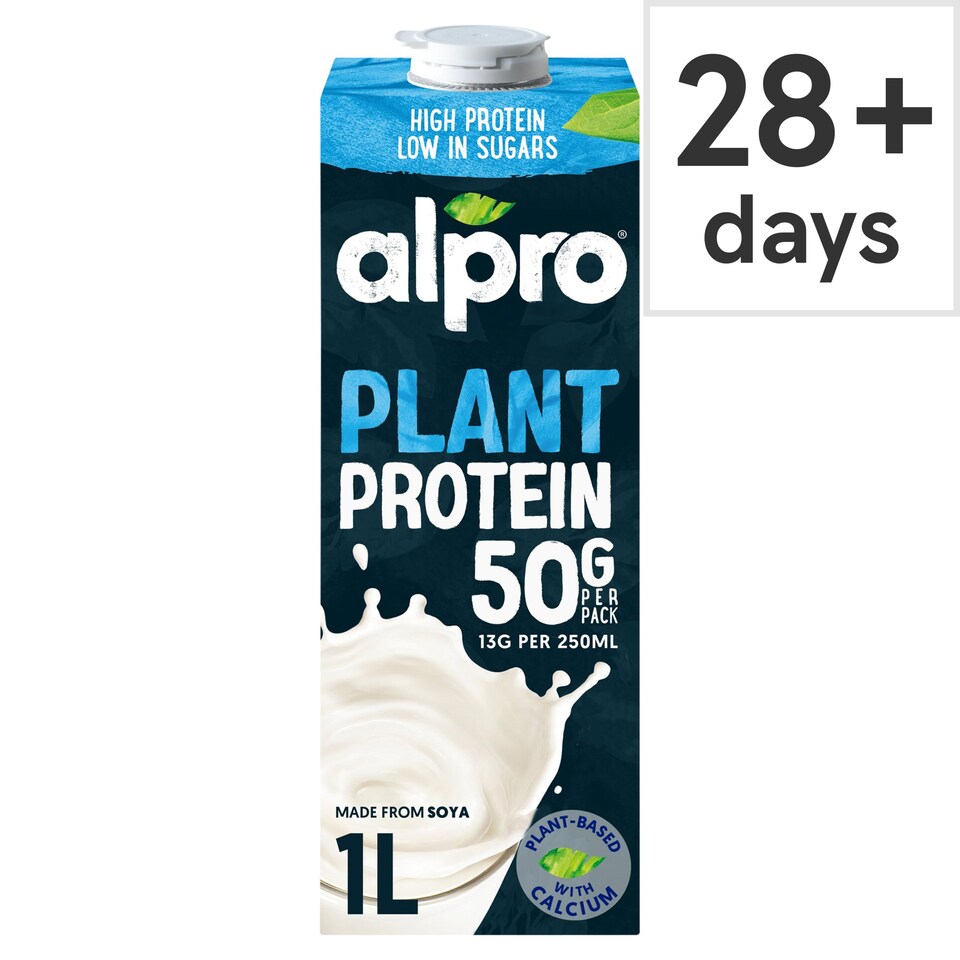 HIGH PROTEIN
LOW IN SUGARS
alpro®
PLANT
PROTEIN
50G
PER
PACK
13G PER 250ML
MADE FROM SOYA
1L
PLANT-BASED
WITH
CALCIUM
28+
days